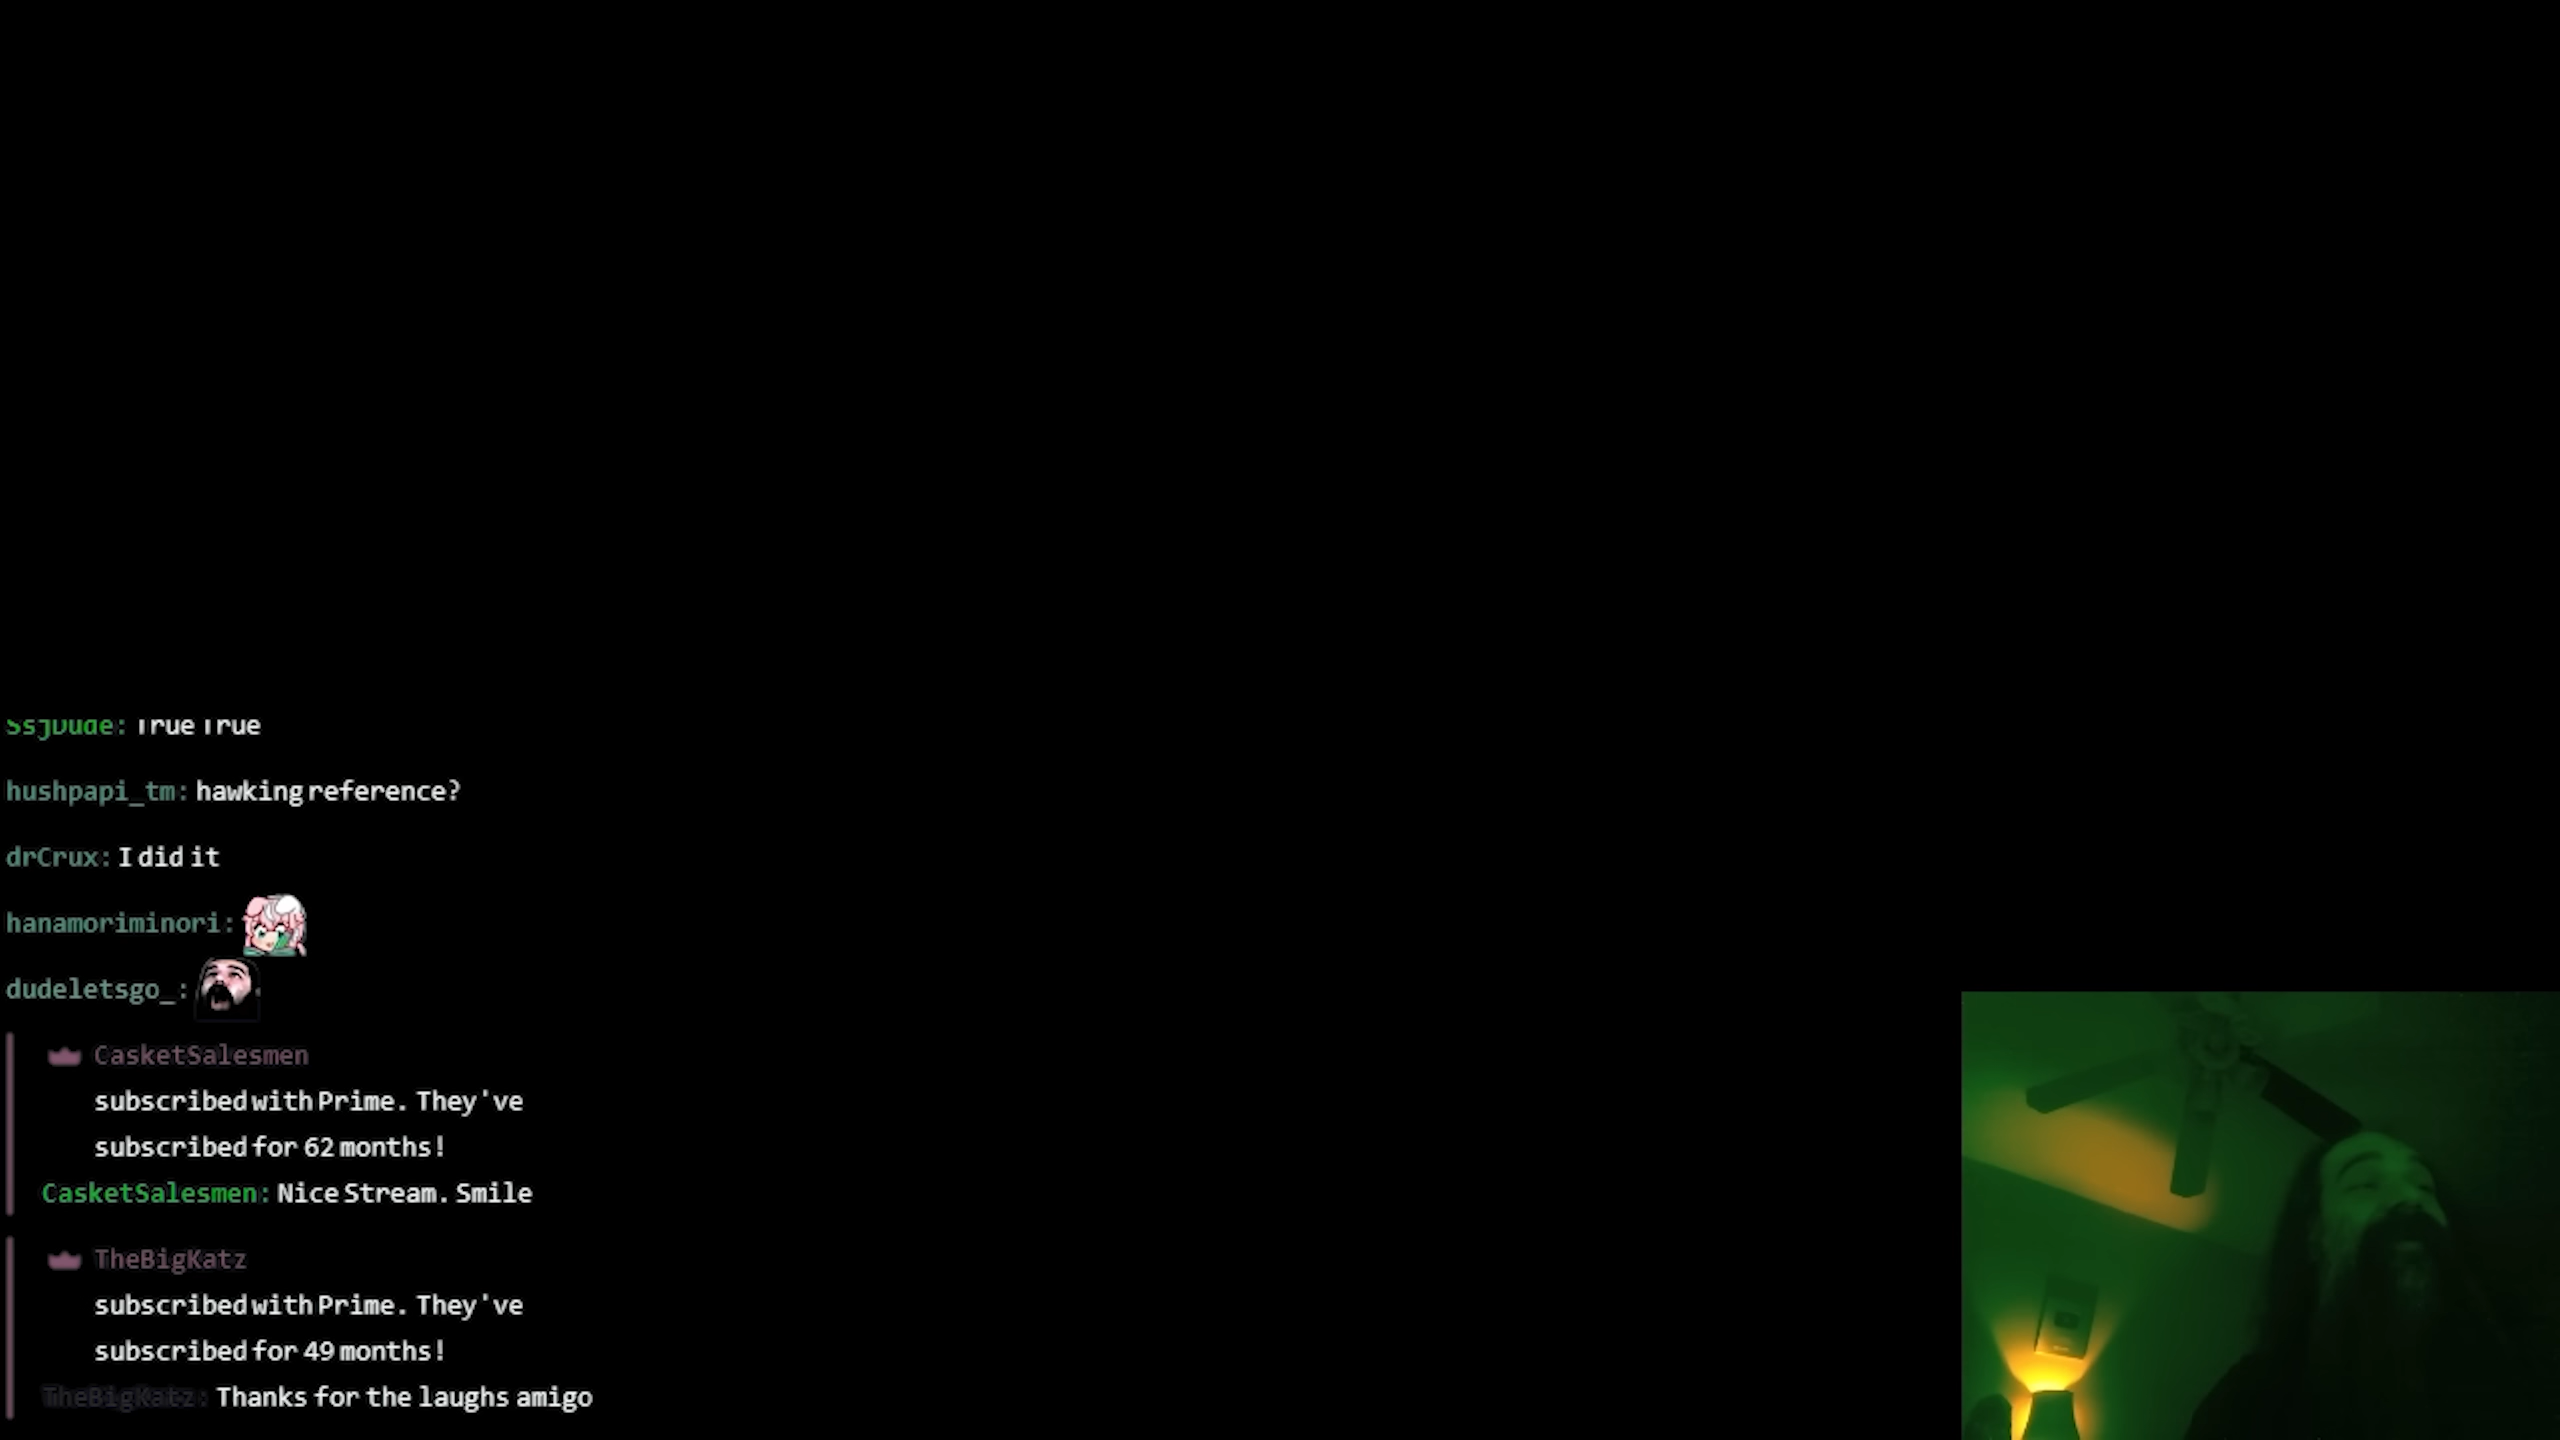 SsjDude: True True
hushpapi_tm: hawking reference?
drCrux: I did it
hanamoriminori:
dudeletsgo_:
CasketSalesmen
subscribed with Prime. They've
subscribed for 62 months!
CasketSalesmen: Nice Stream. Smile
TheBigKatz
subscribed with Prime. They've
subscribed for 49 months!
TheBigKatz: Thanks for the laughs amigo